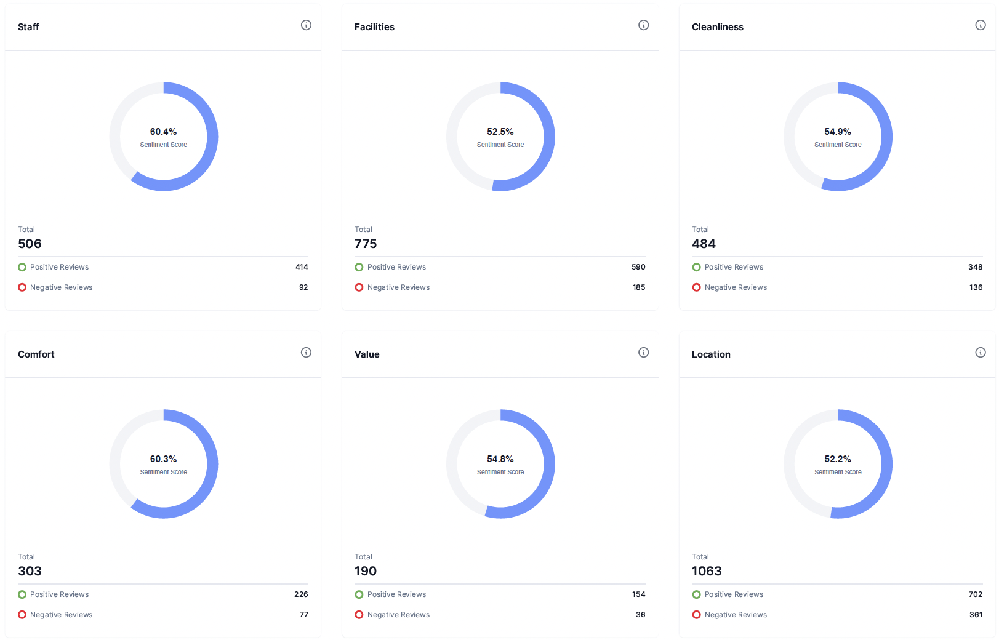 Staff
60.4%
Sentiment Score
Total
506
Positive Reviews 414
Negative Reviews 92
Facilities
52.5%
Sentiment Score
Total
775
Positive Reviews 590
Negative Reviews 185
Cleanliness
54.9%
Sentiment Score
Total
484
Positive Reviews 348
Negative Reviews 136
Comfort
60.3%
Sentiment Score
Total
303
Positive Reviews 226
Negative Reviews 77
Value
54.8%
Sentiment Score
Total
190
Positive Reviews 154
Negative Reviews 36
Location
52.2%
Sentiment Score
Total
1063
Positive Reviews 702
Negative Reviews 361